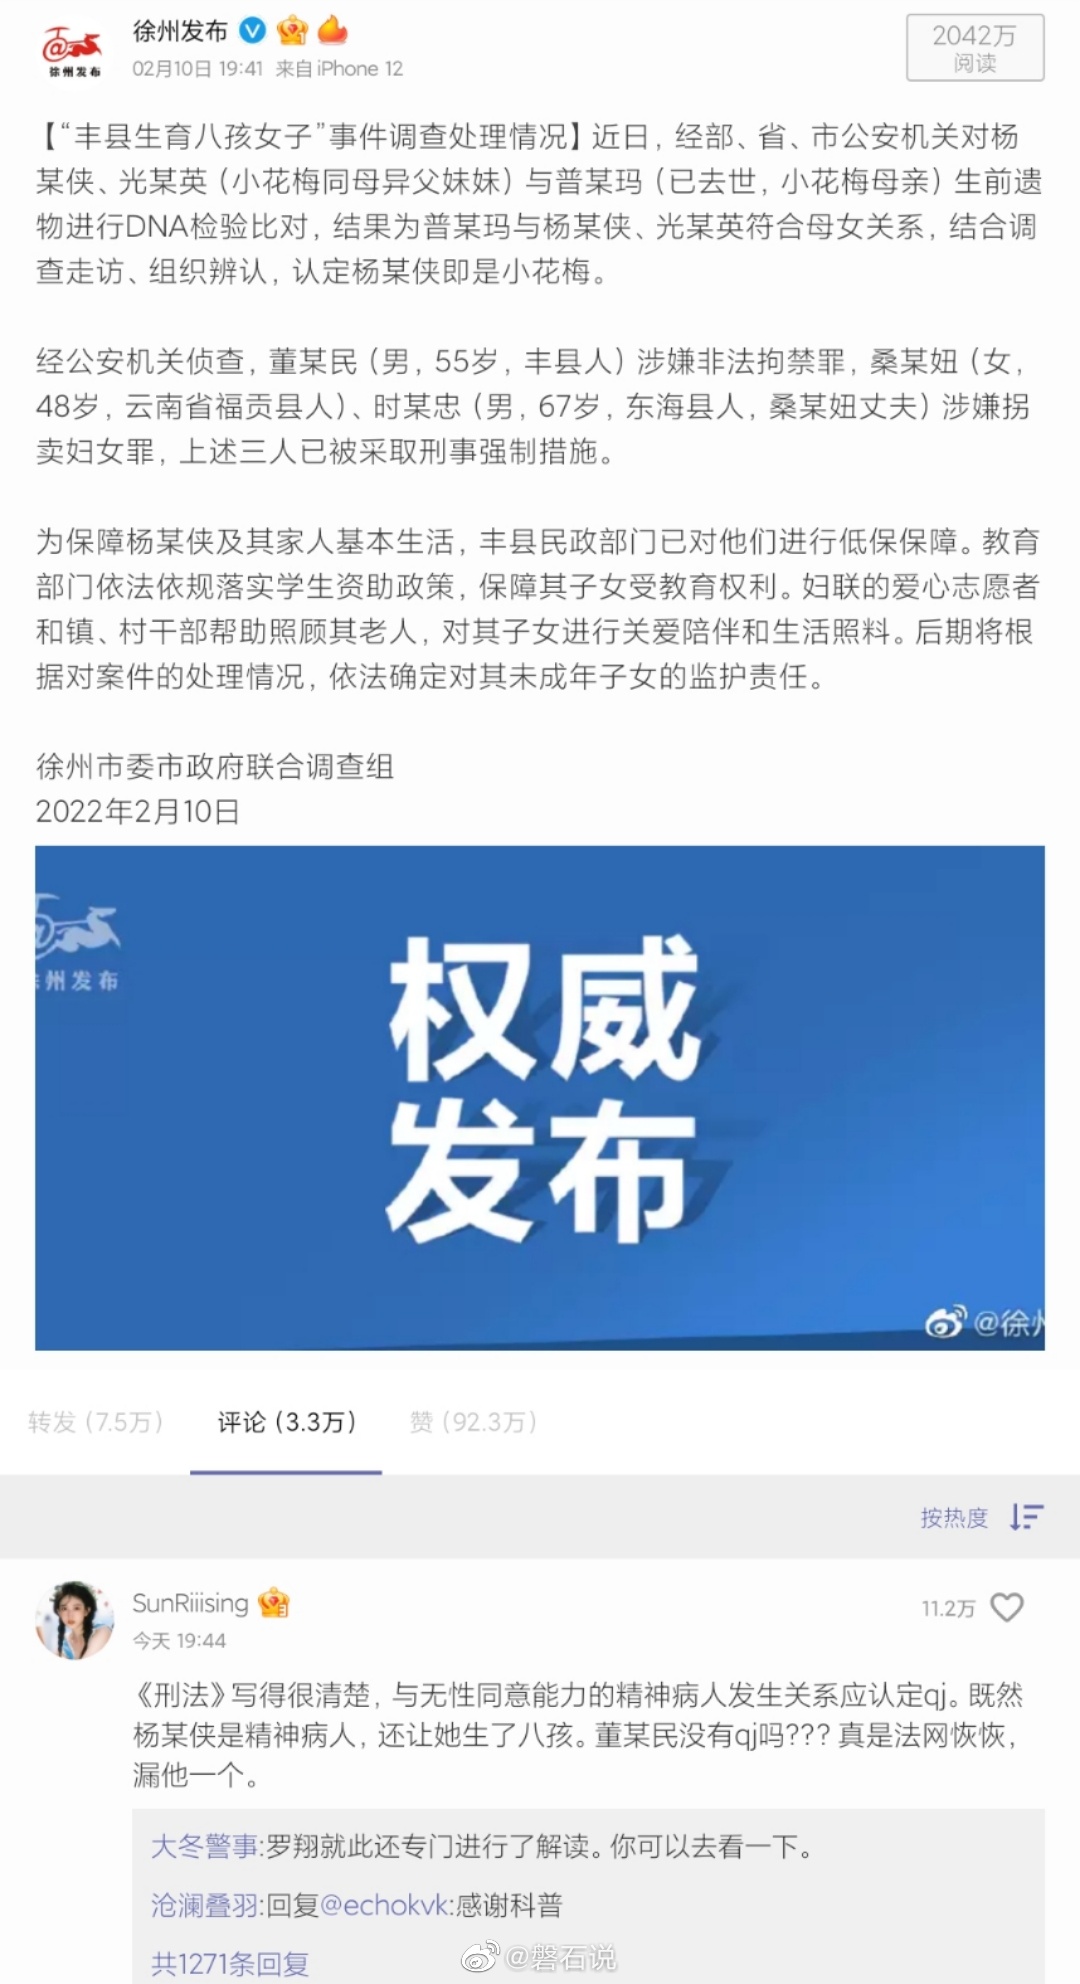 徐州发布
徐州发布
02月10日 19:41 来自 iPhone 12
2042万
阅读
【“丰县生育八孩女子”事件调查处理情况】近日，经部、省、市公安机关对杨
某侠、光某英（小花梅同母异父妹妹）与普某玛（已去世，小花梅母亲）生前遗
物进行DNA检验比对，结果为普某玛与杨某侠、光某英符合母女关系，结合调
查走访、组织辨认，认定杨某侠即是小花梅。
经公安机关侦查，董某民（男，55岁，丰县人）涉嫌非法拘禁罪，桑某妞（女，
48岁，云南省福贡县人）、时某忠（男，67岁，东海县人，桑某妞丈夫）涉嫌拐
卖妇女罪，上述三人已被采取刑事强制措施。
为保障杨某侠及其家人基本生活，丰县民政部门已对他们进行低保保障。教育
部门依法依规落实学生资助政策，保障其子女受教育权利。妇联的爱心志愿者
和镇、村干部帮助照顾其老人，对其子女进行关爱陪伴和生活照料。后期将根
据对案件的处理情况，依法确定对其未成年子女的监护责任。
徐州市委市政府联合调查组
2022年2月10日
州发布
权威
发布
@徐州
转发 (7.5万) 评论 (3.3万) 赞 (92.3万)
按热度
SunRiiising
今天 19:44
11.2万
《刑法》写得很清楚，与无性同意能力的精神病人发生关系应认定qj。既然
杨某侠是精神病人，还让她生了八孩。董某民没有qj吗??? 真是法网恢恢，
漏他一个。
大冬警事:罗翔就此还专门进行了解读。你可以去看一下。
沧澜叠羽:回复@echokvk:感谢科普
共1271条回复
@磐石说